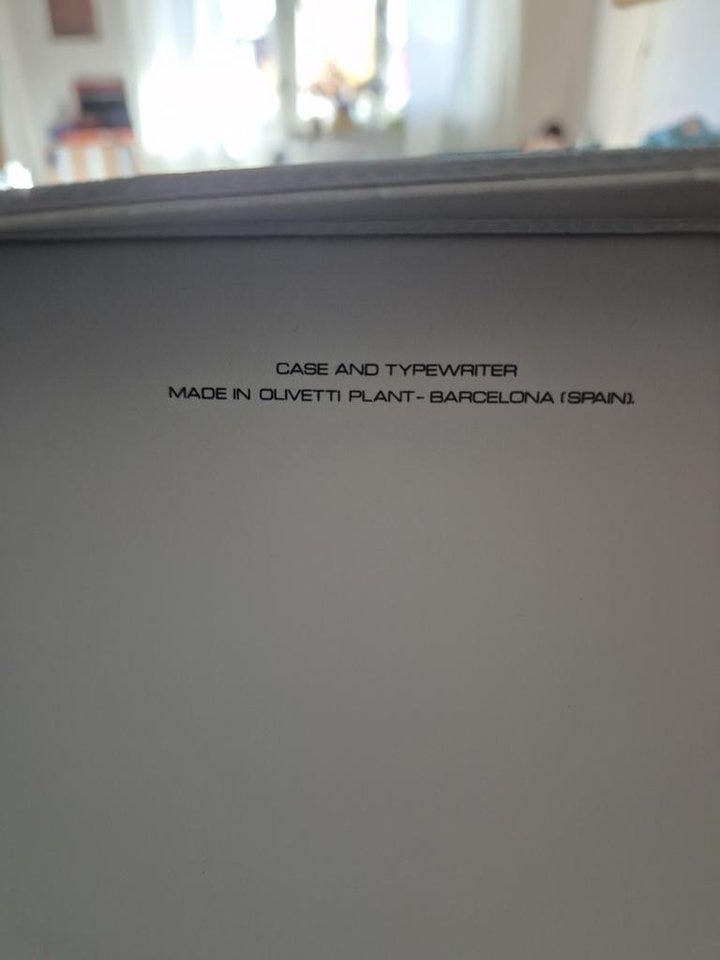 CASE AND TYPEWRITER
MADE IN OLIVETTI PLANT- BARCELONA (SPAIN).